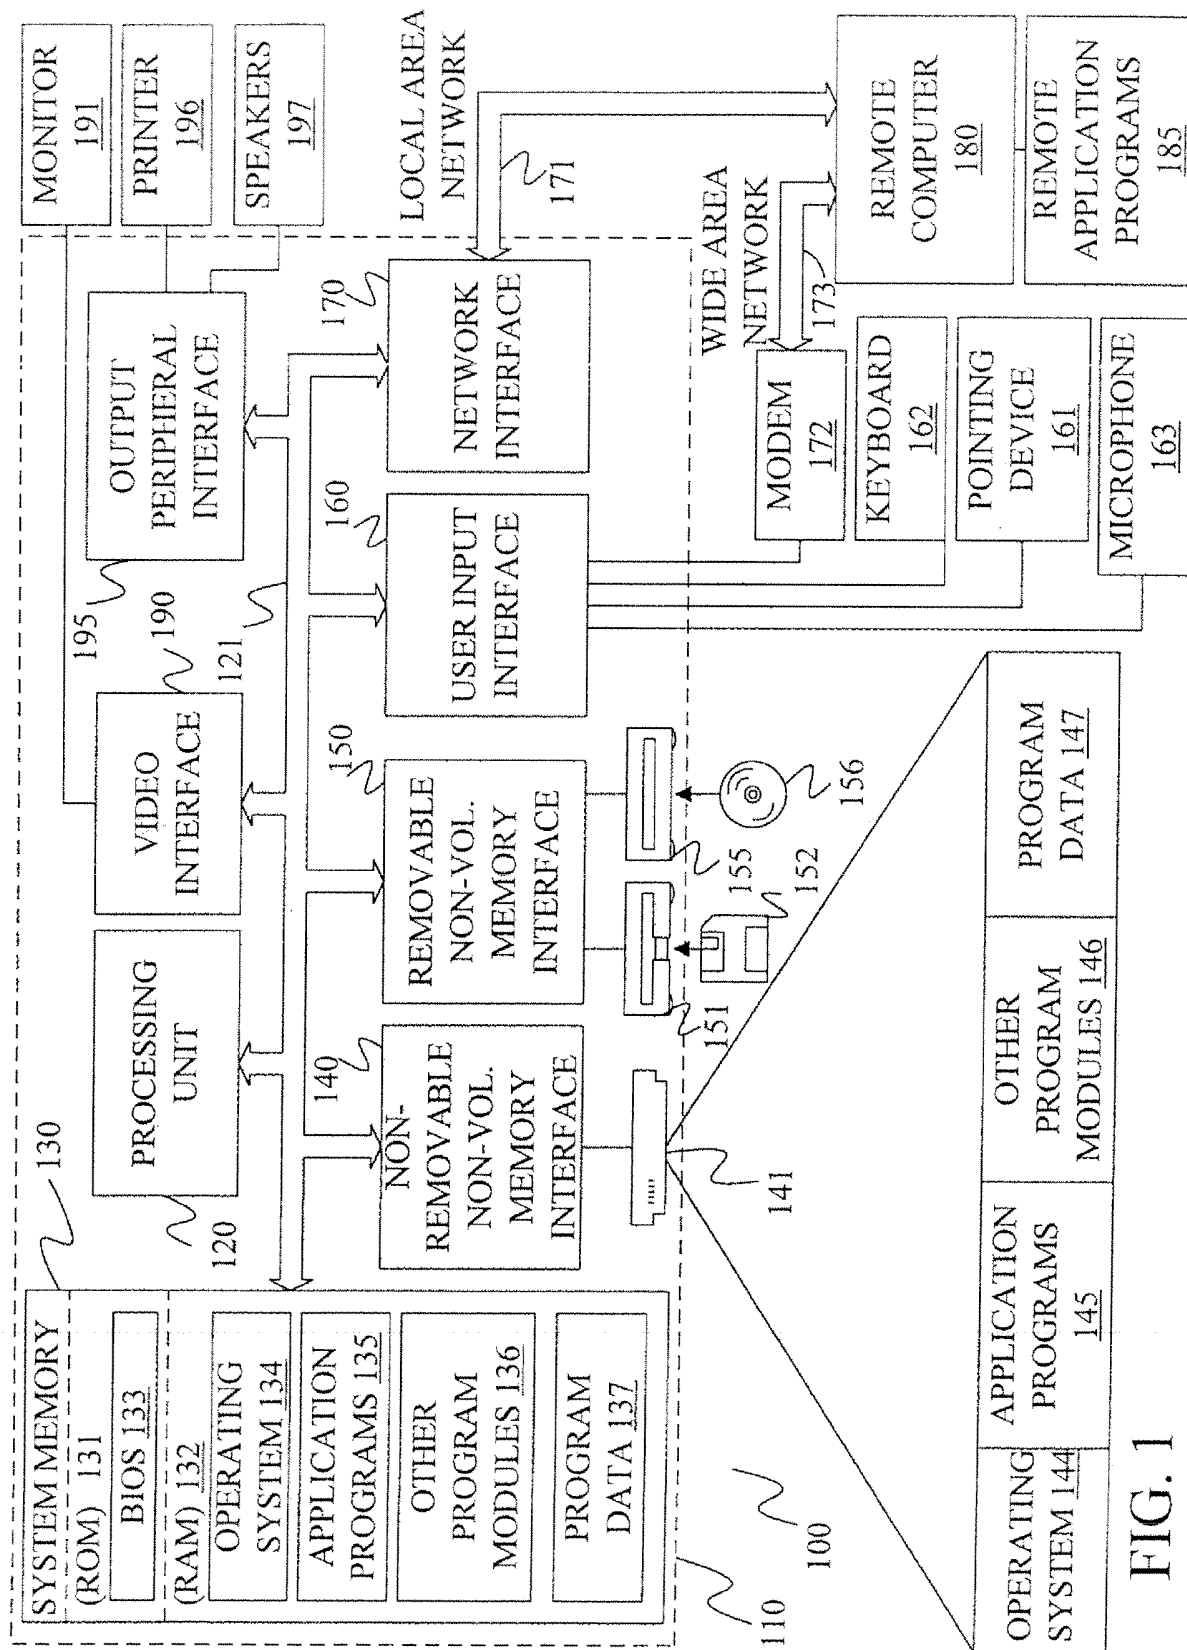 SYSTEM MEMORY
(ROM) 131
BIOS 133
(RAM) 132
OPERATING
SYSTEM 134
APPLICATION
PROGRAMS 135
OTHER
PROGRAM
MODULES 136
PROGRAM
DATA 137
130
120
PROCESSING
UNIT
VIDEO
INTERFACE
190
121
195
OUTPUT
PERIPHERAL
INTERFACE
MONITOR
191
PRINTER
196
SPEAKERS
197
140
NON-
REMOVABLE
NON-VOL.
MEMORY
INTERFACE
150
REMOVABLE
NON-VOL.
MEMORY
INTERFACE
160
USER INPUT
INTERFACE
170
NETWORK
INTERFACE
LOCAL AREA
NETWORK
171
141
151
152
155
156
WIDE AREA
NETWORK
173
MODEM
172
KEYBOARD
162
POINTING
DEVICE
161
MICROPHONE
163
REMOTE
COMPUTER
180
REMOTE
APPLICATION
PROGRAMS
185
110
100
OPERATING
SYSTEM 144
APPLICATION
PROGRAMS
145
OTHER
PROGRAM
MODULES 146
PROGRAM
DATA 147
FIG. 1